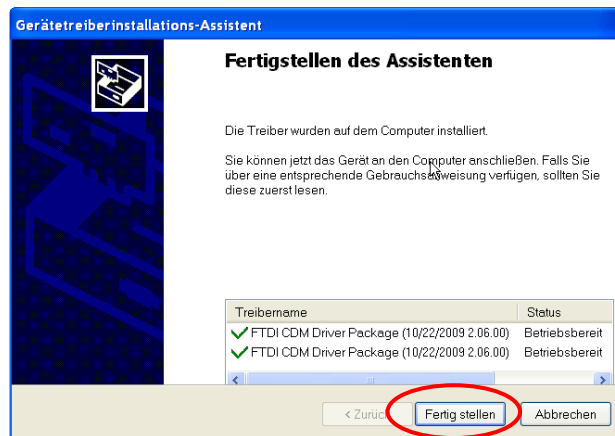 Gerätetreiberinstallations-Assistent
Fertigstellen des Assistenten
Die Treiber wurden auf dem Computer installiert.
Sie können jetzt das Gerät an den Computer anschließen. Falls Sie
über eine entsprechende Gebrauchsanweisung verfügen, sollten Sie
diese zuerst lesen.
Treibername Status
FTDI CDM Driver Package (10/22/2009 2.06.00) Betriebsbereit
FTDI CDM Driver Package (10/22/2009 2.06.00) Betriebsbereit
< Zurück Fertig stellen Abbrechen